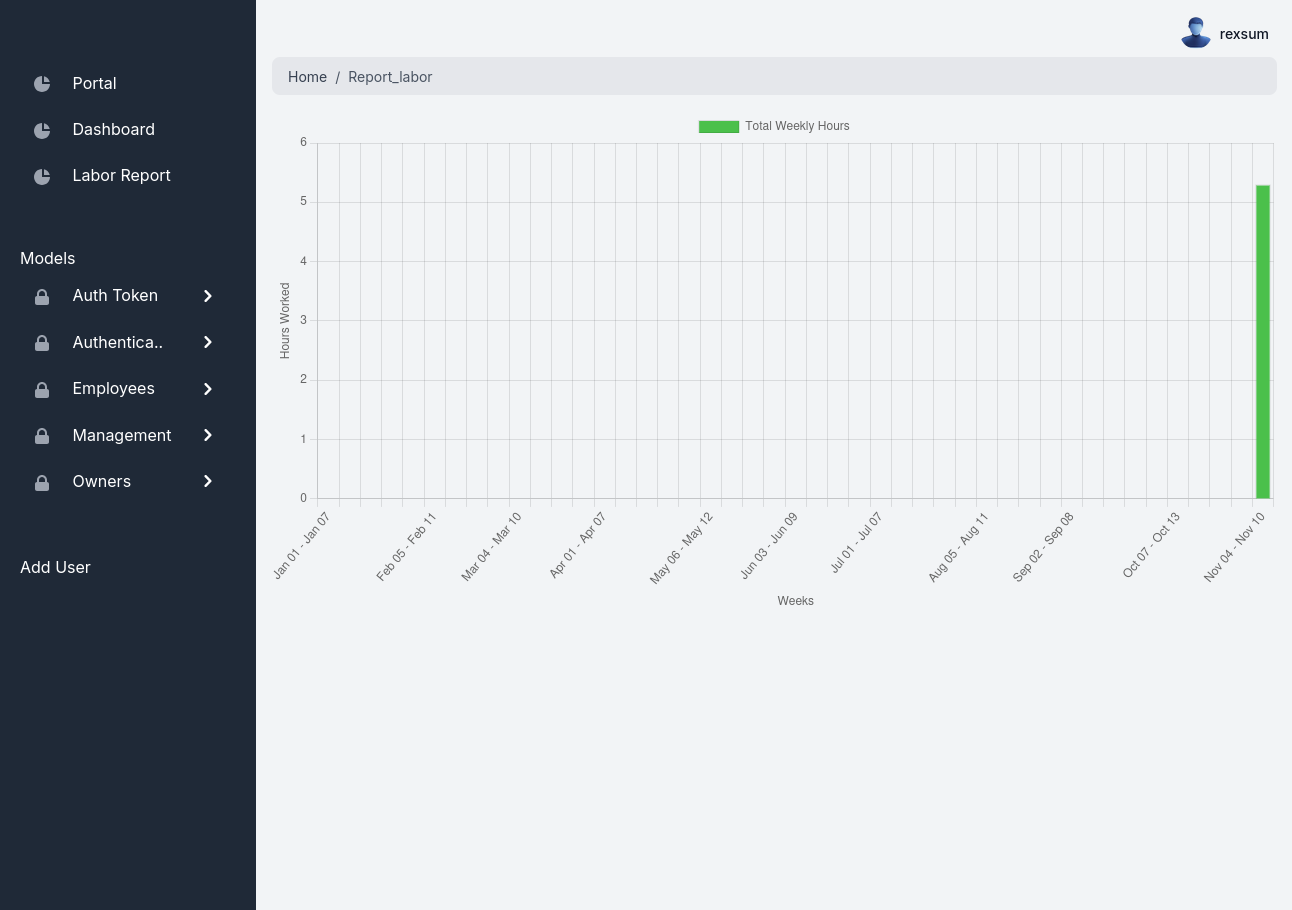 rexsum
Portal
Dashboard
Labor Report
Models
Auth Token
Authentica..
Employees
Management
Owners
Add User
Home / Report_labor
Total Weekly Hours
Hours Worked
6
5
4
3
2
1
0
Jan 01 - Jan 07
Feb 05 - Feb 11
Mar 04 - Mar 10
Apr 01 - Apr 07
May 06 - May 12
Jun 03 - Jun 09
Jul 01 - Jul 07
Aug 05 - Aug 11
Sep 02 - Sep 08
Oct 07 - Oct 13
Nov 04 - Nov 10
Weeks